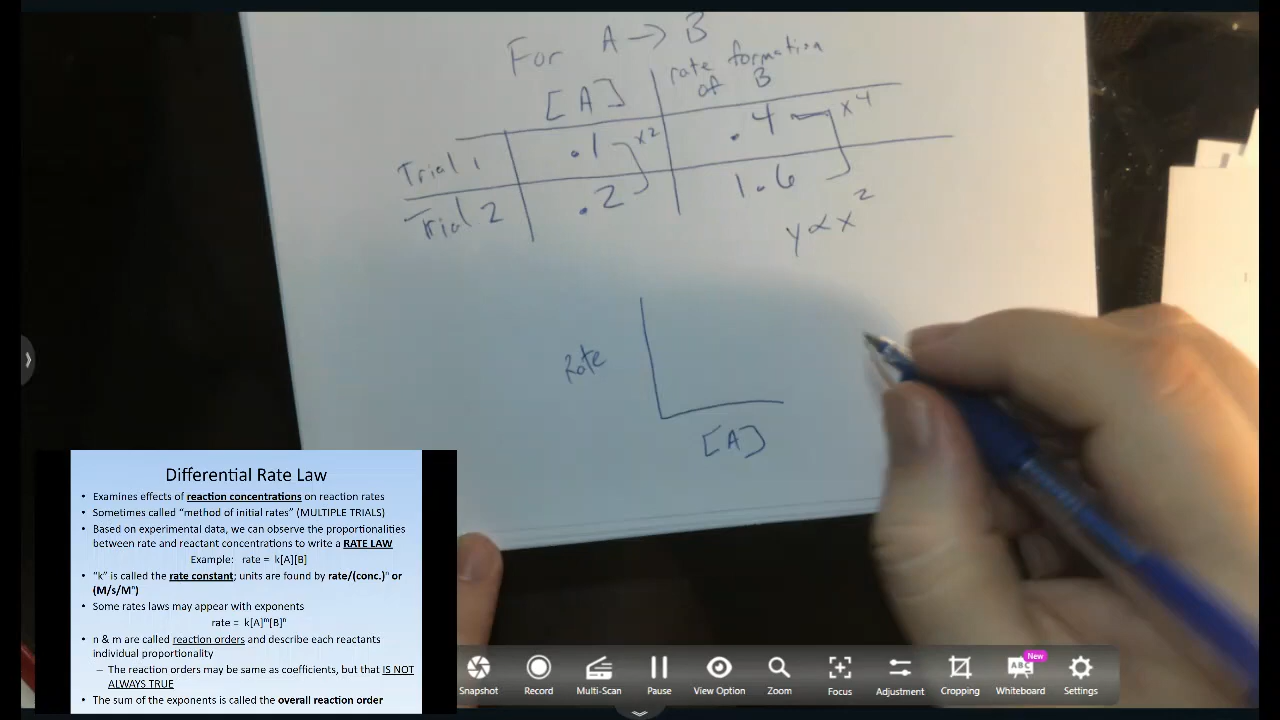 For A → B
[A] rate formation of B
Trial 1 .1 x2 .4 x4
Trial 2 .2 1.6
y ∝ x²
Rate
[A]
Differential Rate Law
• Examines effects of reaction concentrations on reaction rates
• Sometimes called “method of initial rates” (MULTIPLE TRIALS)
• Based on experimental data, we can observe the proportionalities
between rate and reactant concentrations to write a RATE LAW
Example: rate = k[A][B]
• “k” is called the rate constant; units are found by rate/(conc.)ⁿ or
(M/s/Mⁿ)
• Some rates laws may appear with exponents
rate = k[A]ᵐ[B]ⁿ
• n & m are called reaction orders and describe each reactants
individual proportionality
– The reaction orders may be same as coefficients, but that IS NOT
ALWAYS TRUE
• The sum of the exponents is called the overall reaction order
New
ABC
Snapshot Record Multi-Scan Pause View Option Zoom Focus Adjustment Cropping Whiteboard Settings